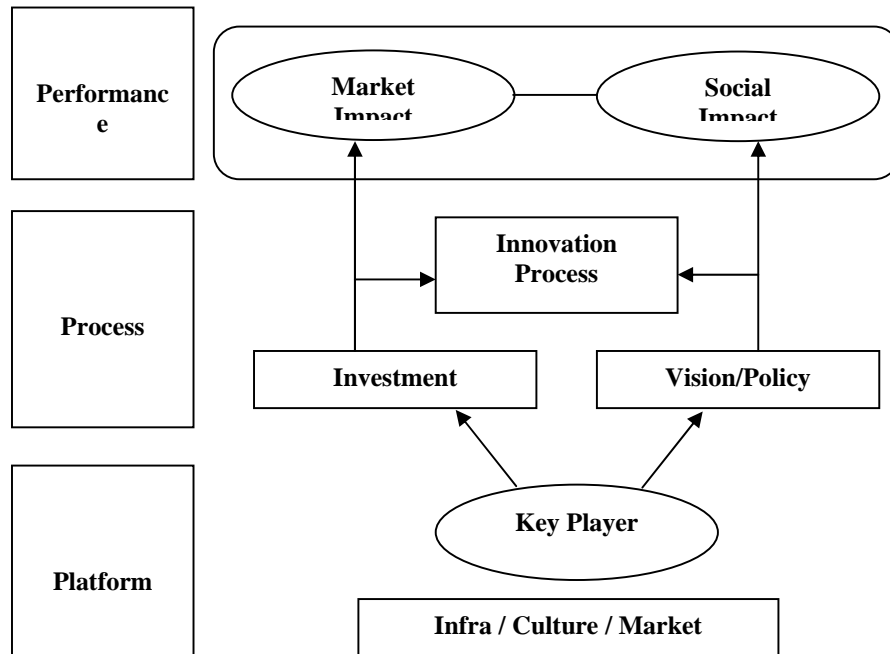 Market
Impact
Social
Impact
Performanc
e
Innovation
Process
Process
Investment
Vision/Policy
Key Player
Platform
Infra / Culture / Market